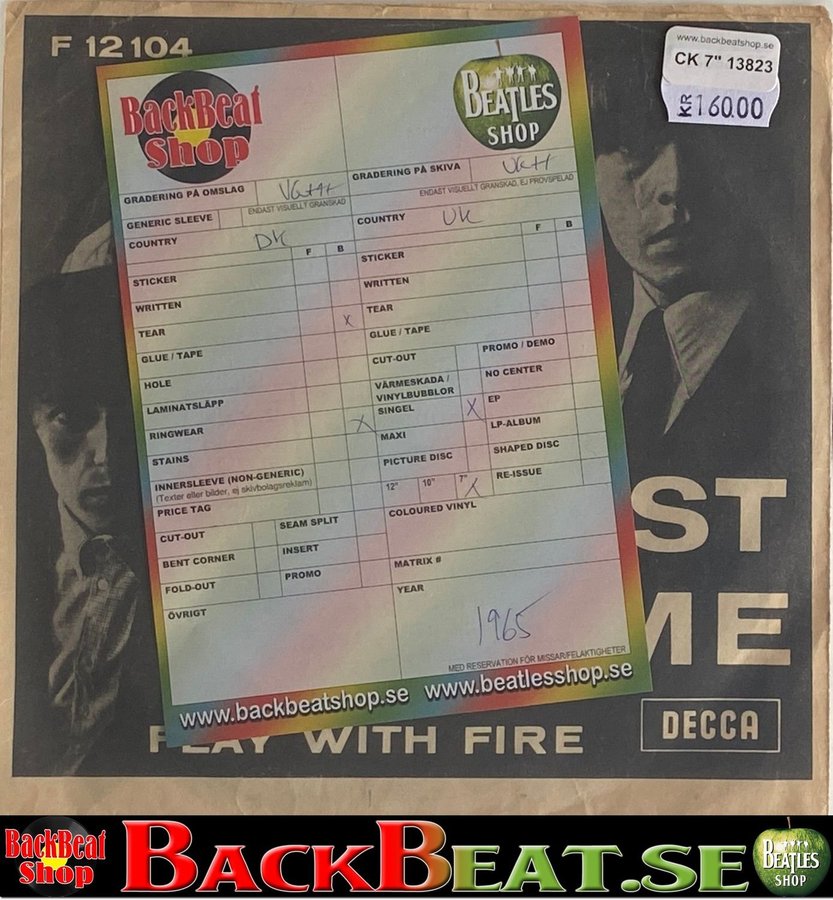 F 12 104
www.backbeatshop.se
CK 7" 13823
KR 160.00
BackBeat
Shop
BEATLES
SHOP
GRADERING PÅ OMSLAG VG++
ENDAST VISUELLT GRANSKAD
GENERIC SLEEVE
COUNTRY DK
F B
STICKER
WRITTEN
TEAR X
GLUE / TAPE
HOLE
LAMINATSLÄPP
RINGWEAR X
STAINS
INNERSLEEVE (NON-GENERIC)
(Texter eller bilder, ej skivbolagsreklam)
PRICE TAG
CUT-OUT SEAM SPLIT
BENT CORNER INSERT
FOLD-OUT PROMO
ÖVRIGT
GRADERING PÅ SKIVA VG++
ENDAST VISUELLT GRANSKAD, EJ PROVSPELAD
COUNTRY UK
F B
STICKER
WRITTEN
TEAR
GLUE / TAPE
CUT-OUT PROMO / DEMO
VÄRMESKADA /
VINYLBUBBLOR NO CENTER
SINGEL X EP
MAXI LP-ALBUM
PICTURE DISC SHAPED DISC
12" 10" 7" X RE-ISSUE
COLOURED VINYL
MATRIX #
YEAR
1965
MED RESERVATION FÖR MISSAR/FELAKTIGHETER
www.backbeatshop.se www.beatlesshop.se
ST
ME
PLAY WITH FIRE
DECCA
BackBeat
Shop
BACKBEAT.SE
BEATLES
SHOP